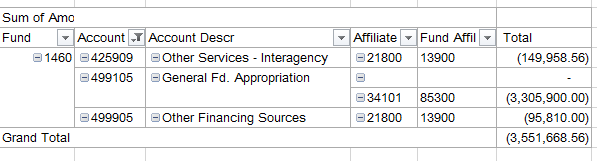 Sum of Amo
Fund Account Account Descr Affiliate Fund Affil Total
1460 425909 Other Services - Interagency 21800 13900 (149,958.56)
499105 General Fd. Appropriation -
34101 85300 (3,305,900.00)
499905 Other Financing Sources 21800 13900 (95,810.00)
Grand Total (3,551,668.56)